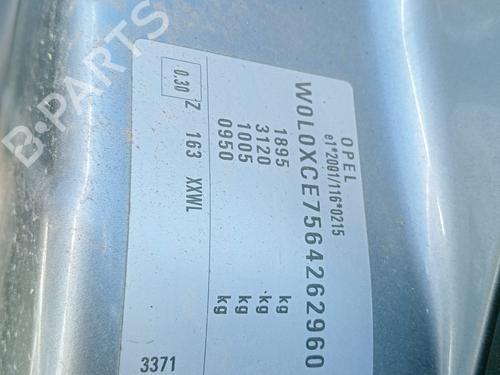 OPEL
e1*2001/116*0215
W0L0XCE7564262960
1895 kg
3120 kg
1005 kg
0950 kg
0.30 Z 163 XXWL
3371
B-PARTS